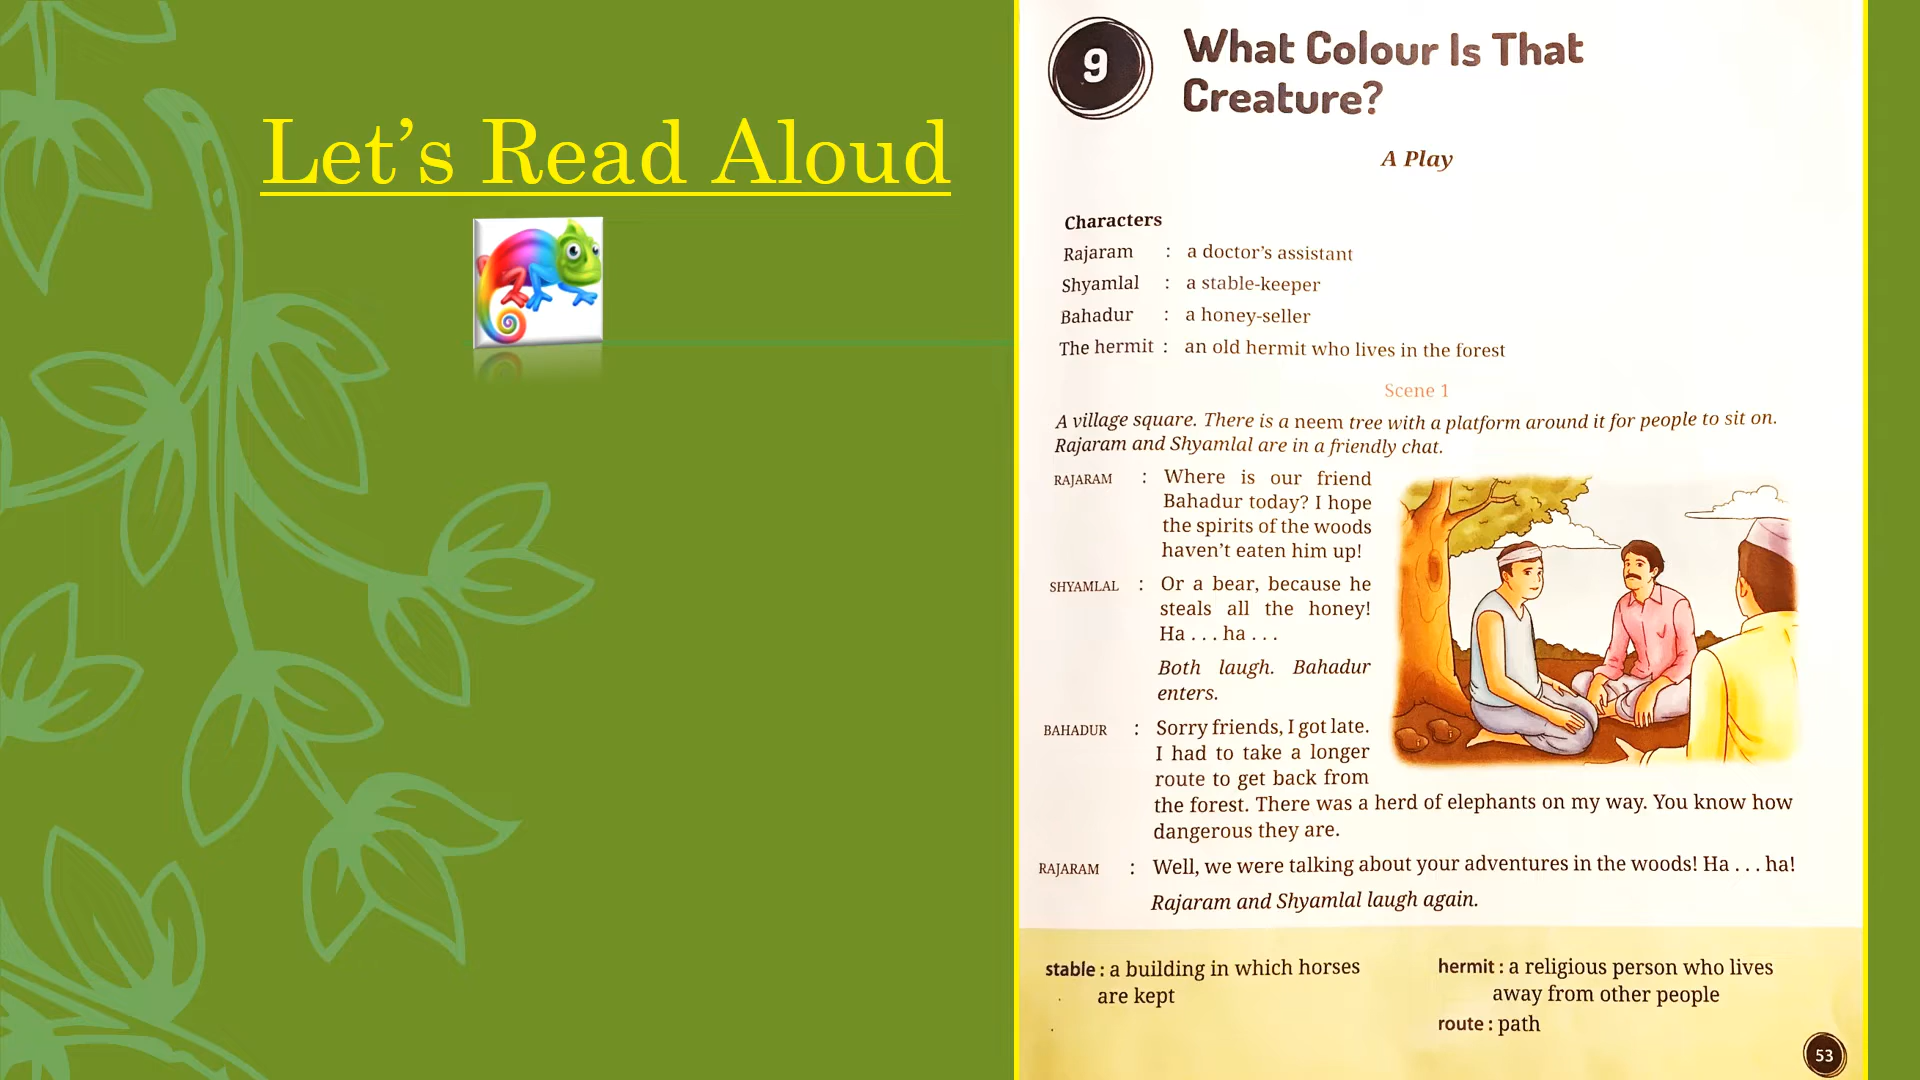 Let’s Read Aloud
9
What Colour Is That
Creature?
A Play
Characters
Rajaram : a doctor’s assistant
Shyamlal : a stable-keeper
Bahadur : a honey-seller
The hermit : an old hermit who lives in the forest
Scene 1
A village square. There is a neem tree with a platform around it for people to sit on.
Rajaram and Shyamlal are in a friendly chat.
RAJARAM : Where is our friend
Bahadur today? I hope
the spirits of the woods
haven’t eaten him up!
SHYAMLAL : Or a bear, because he
steals all the honey!
Ha . . . ha . . .
Both laugh. Bahadur
enters.
BAHADUR : Sorry friends, I got late.
I had to take a longer
route to get back from
the forest. There was a herd of elephants on my way. You know how
dangerous they are.
RAJARAM : Well, we were talking about your adventures in the woods! Ha . . . ha!
Rajaram and Shyamlal laugh again.
stable : a building in which horses
are kept
hermit : a religious person who lives
away from other people
route : path
53